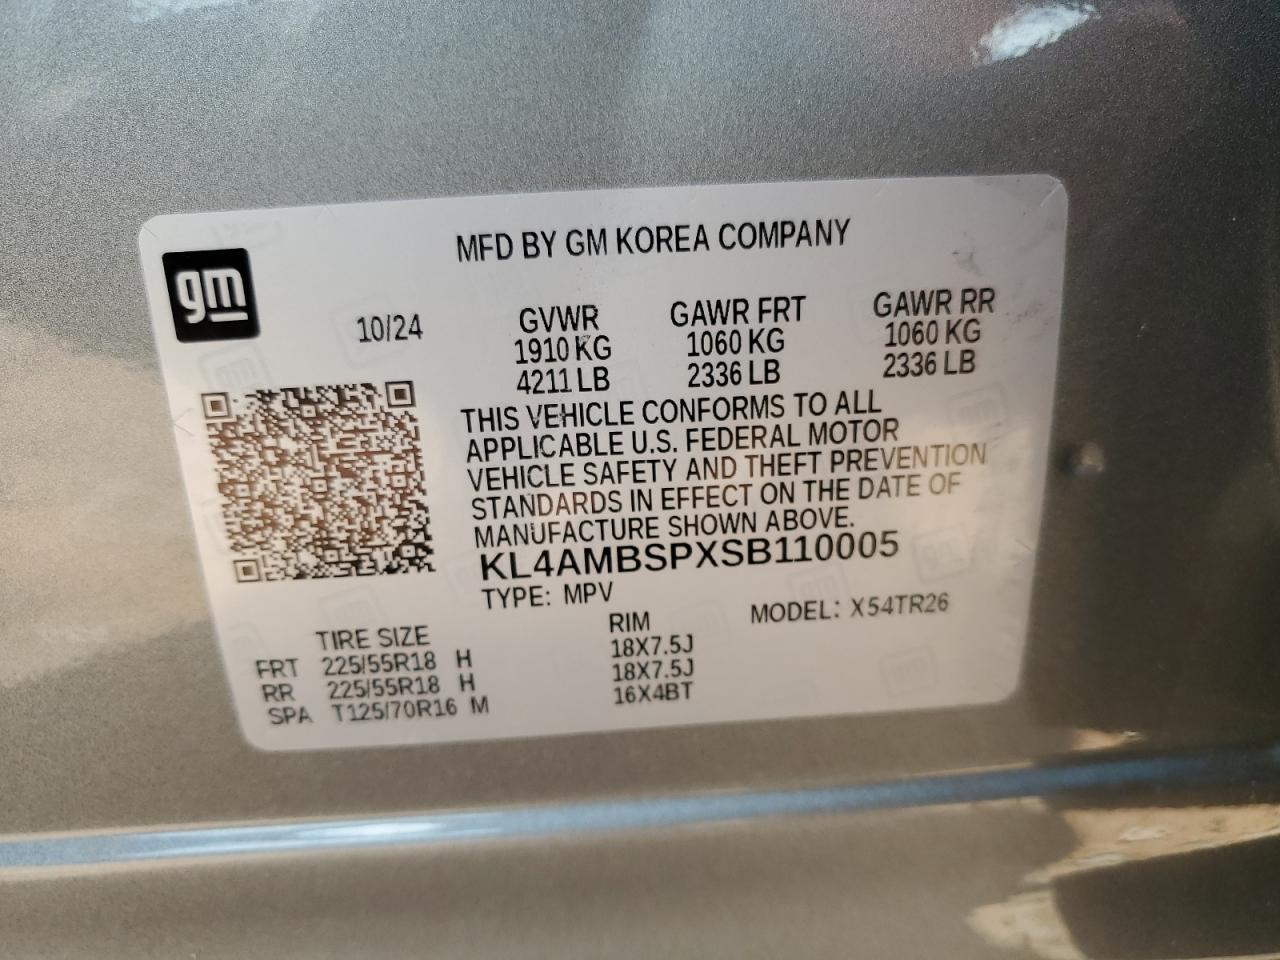 MFD BY GM KOREA COMPANY
gm
10/24
GVWR GAWR FRT GAWR RR
1910 KG 1060 KG 1060 KG
4211 LB 2336 LB 2336 LB
THIS VEHICLE CONFORMS TO ALL
APPLICABLE U.S. FEDERAL MOTOR
VEHICLE SAFETY AND THEFT PREVENTION
STANDARDS IN EFFECT ON THE DATE OF
MANUFACTURE SHOWN ABOVE.
KL4AMBSPXSB110005
TYPE: MPV
MODEL: X54TR26
TIRE SIZE RIM
FRT 225/55R18 H 18X7.5J
RR 225/55R18 H 18X7.5J
SPA T125/70R16 M 16X4BT